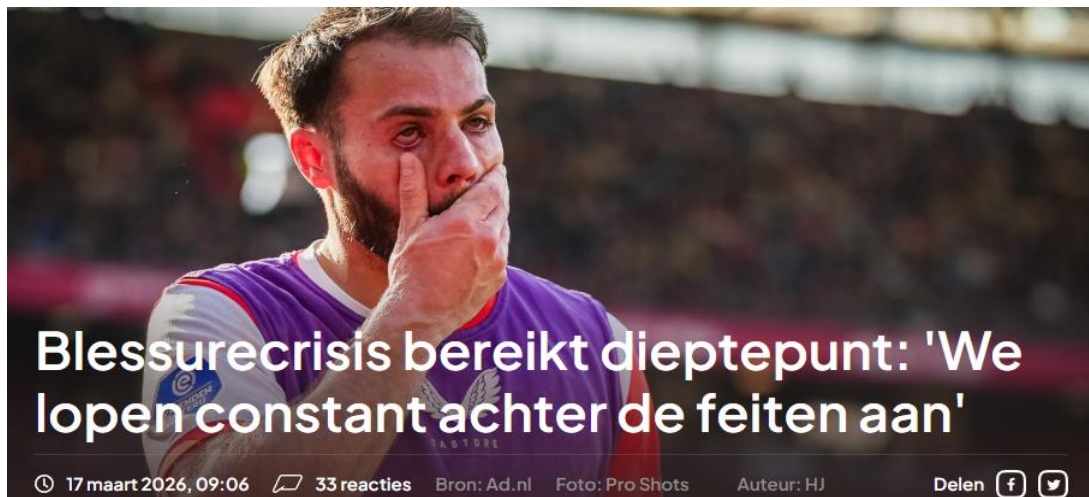 Blessurecrisis bereikt dieptepunt: 'We
lopen constant achter de feiten aan'
CASTORE
17 maart 2026, 09:06 33 reacties Bron: Ad.nl Foto: Pro Shots Auteur: HJ Delen